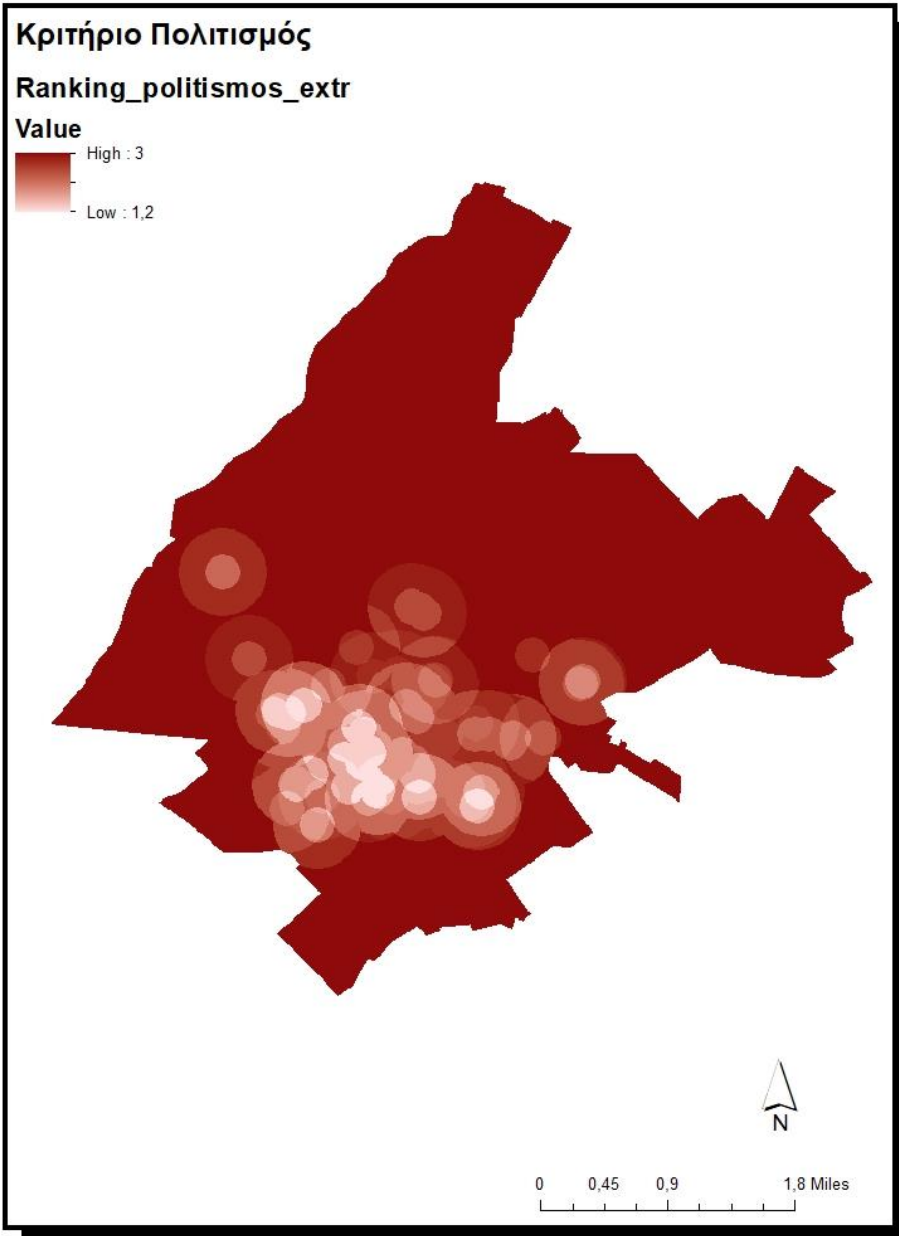 Κριτήριο Πολιτισμός
Ranking_politismos_extr
Value
High : 3
Low : 1,2
N
0 0,45 0,9 1,8 Miles